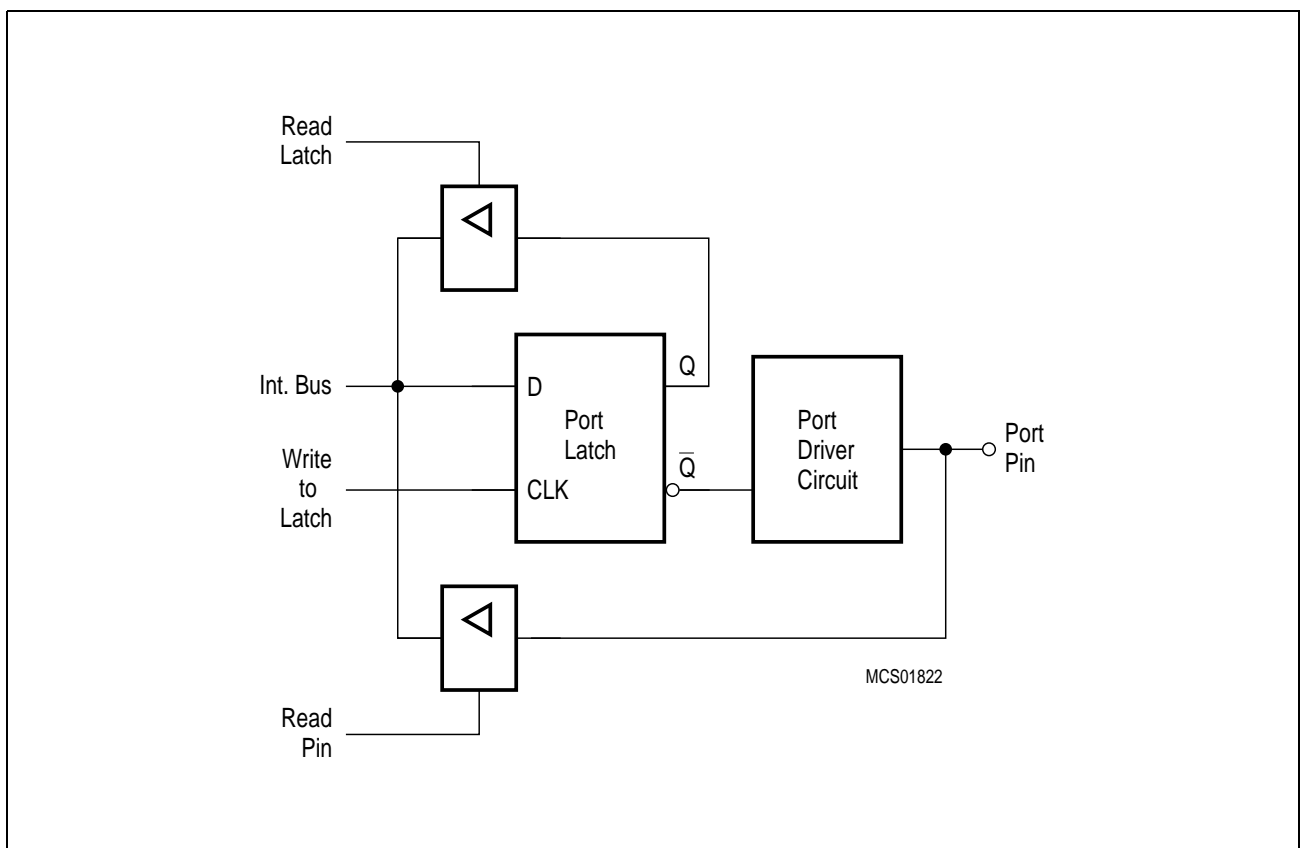 Read
Latch
Int. Bus
D
Port
Latch
Q
Q̅
CLK
Write
to
Latch
Port
Driver
Circuit
Port
Pin
MCS01822
Read
Pin